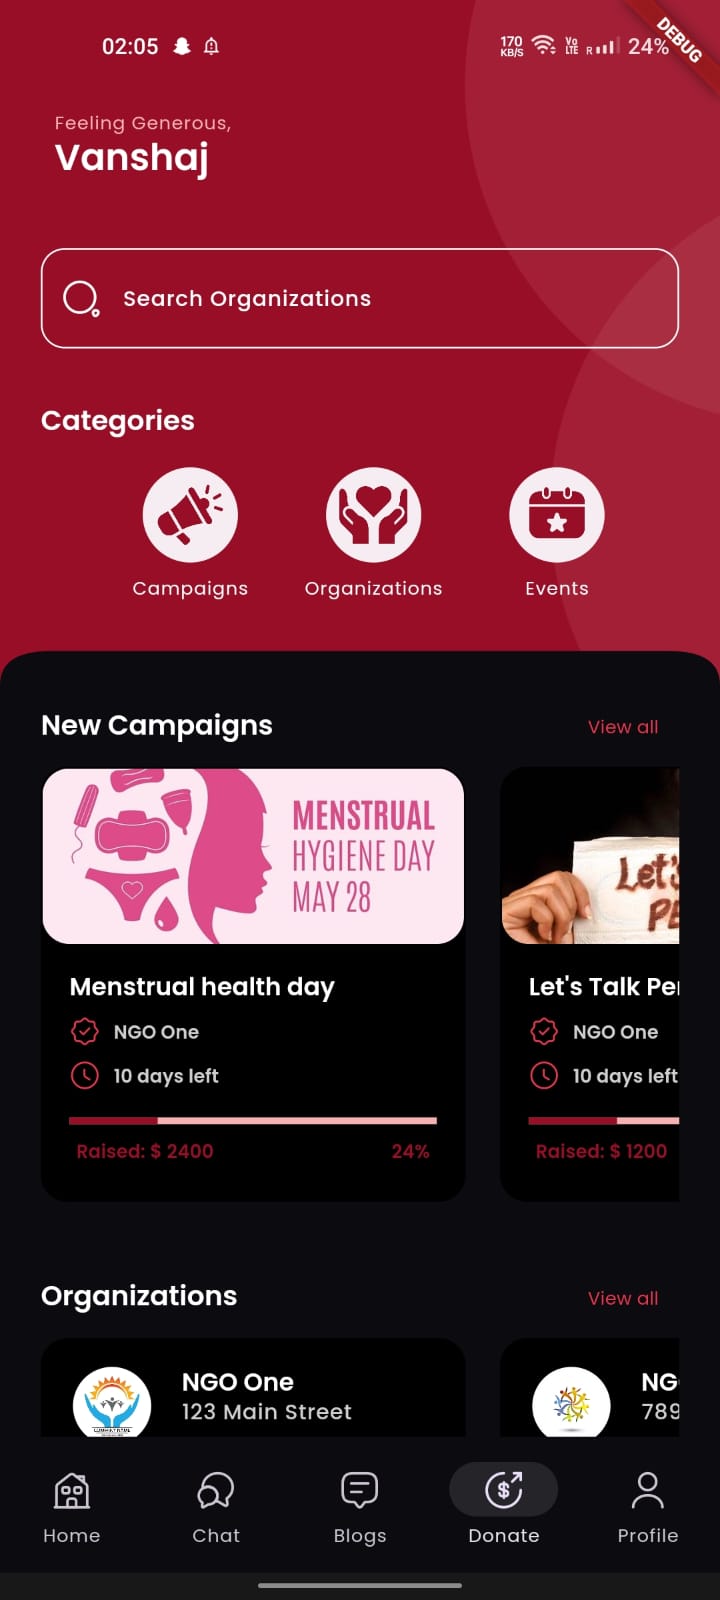 02:05
170
KB/S
Vo
LTE
R
24%
DEBUG
Feeling Generous,
Vanshaj
Search Organizations
Categories
Campaigns
Organizations
Events
New Campaigns
View all
MENSTRUAL
HYGIENE DAY
MAY 28
Let's
PE
Menstrual health day
NGO One
10 days left
Raised: $ 2400
24%
Let's Talk Per
NGO One
10 days left
Raised: $ 1200
Organizations
View all
NGO One
123 Main Street
NG
789
Home
Chat
Blogs
Donate
Profile